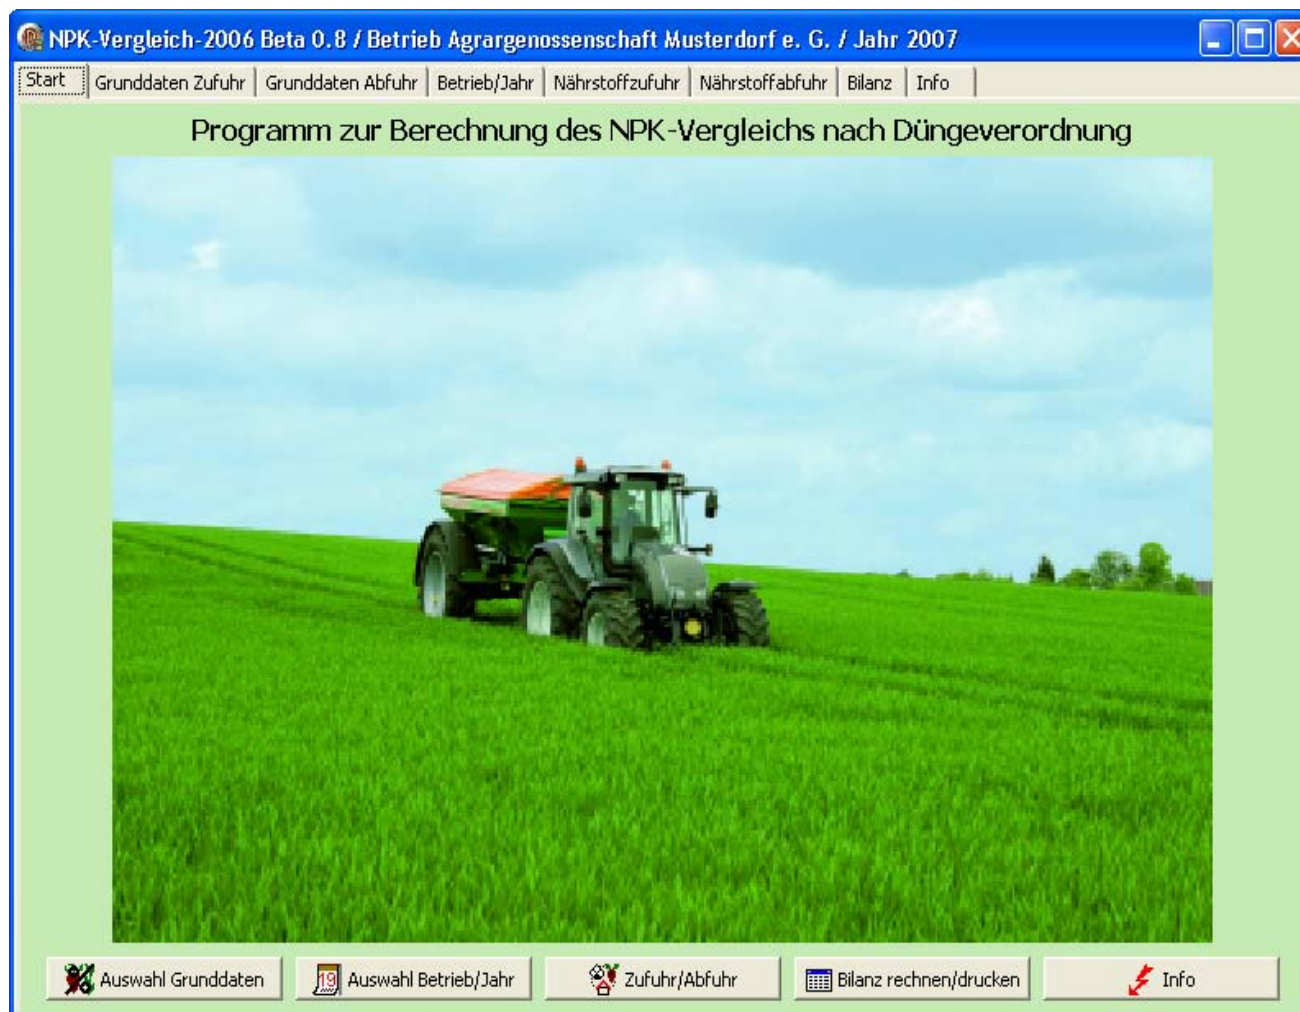 NPK-Vergleich-2006 Beta 0.8 / Betrieb Agrargenossenschaft Musterdorf e. G. / Jahr 2007
Start Grunddaten Zufuhr Grunddaten Abfuhr Betrieb/Jahr Nährstoffzufuhr Nährstoffabfuhr Bilanz Info
Programm zur Berechnung des NPK-Vergleichs nach Düngeverordnung
Auswahl Grunddaten 19 Auswahl Betrieb/Jahr Zufuhr/Abfuhr Bilanz rechnen/drucken Info